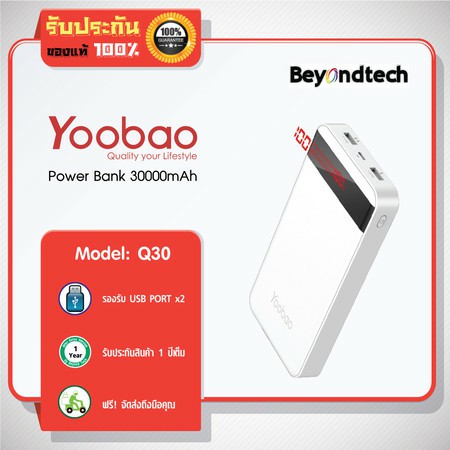 รับประกัน
ของแท้ 100%
100%
GUARANTEE
Beyondtech
Yoobao
Quality your Lifestyle
Power Bank 30000mAh
Model: Q30
รองรับ USB PORT x2
1
Year
รับประกันสินค้า 1 ปีเต็ม
ฟรี! จัดส่งถึงมือคุณ
100
Yoobao